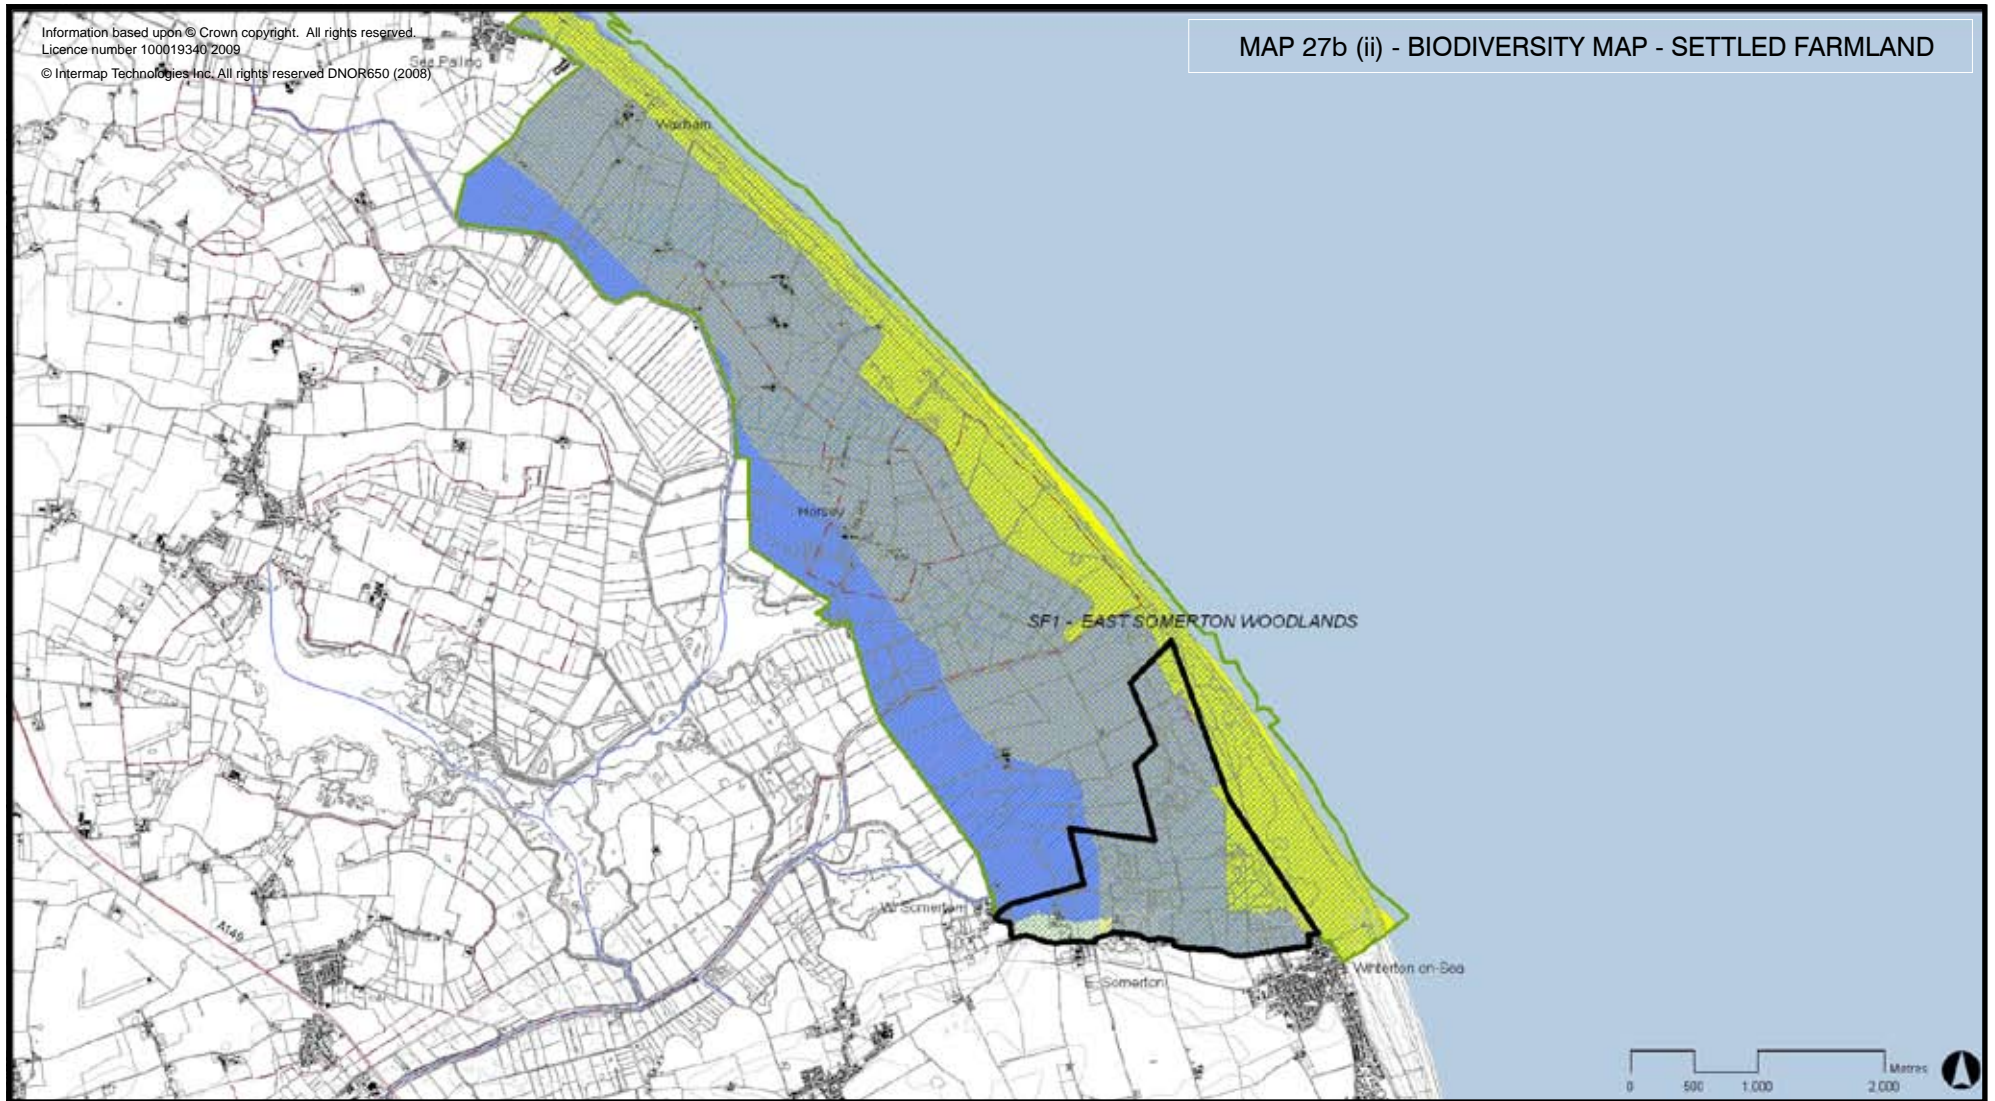 Information based upon © Crown copyright.  All rights reserved.
Licence number 100019340 2009
© Intermap Technologies Inc. All rights reserved DNOR650 (2008)
MAP 27b (ii) - BIODIVERSITY MAP - SETTLED FARMLAND
Sea Palling
Waxham
Horsey
SF1 - EAST SOMERTON WOODLANDS
W. Somerton
A149
E. Somerton
Winterton on-Sea
Metres
0 500 1,000 2,000